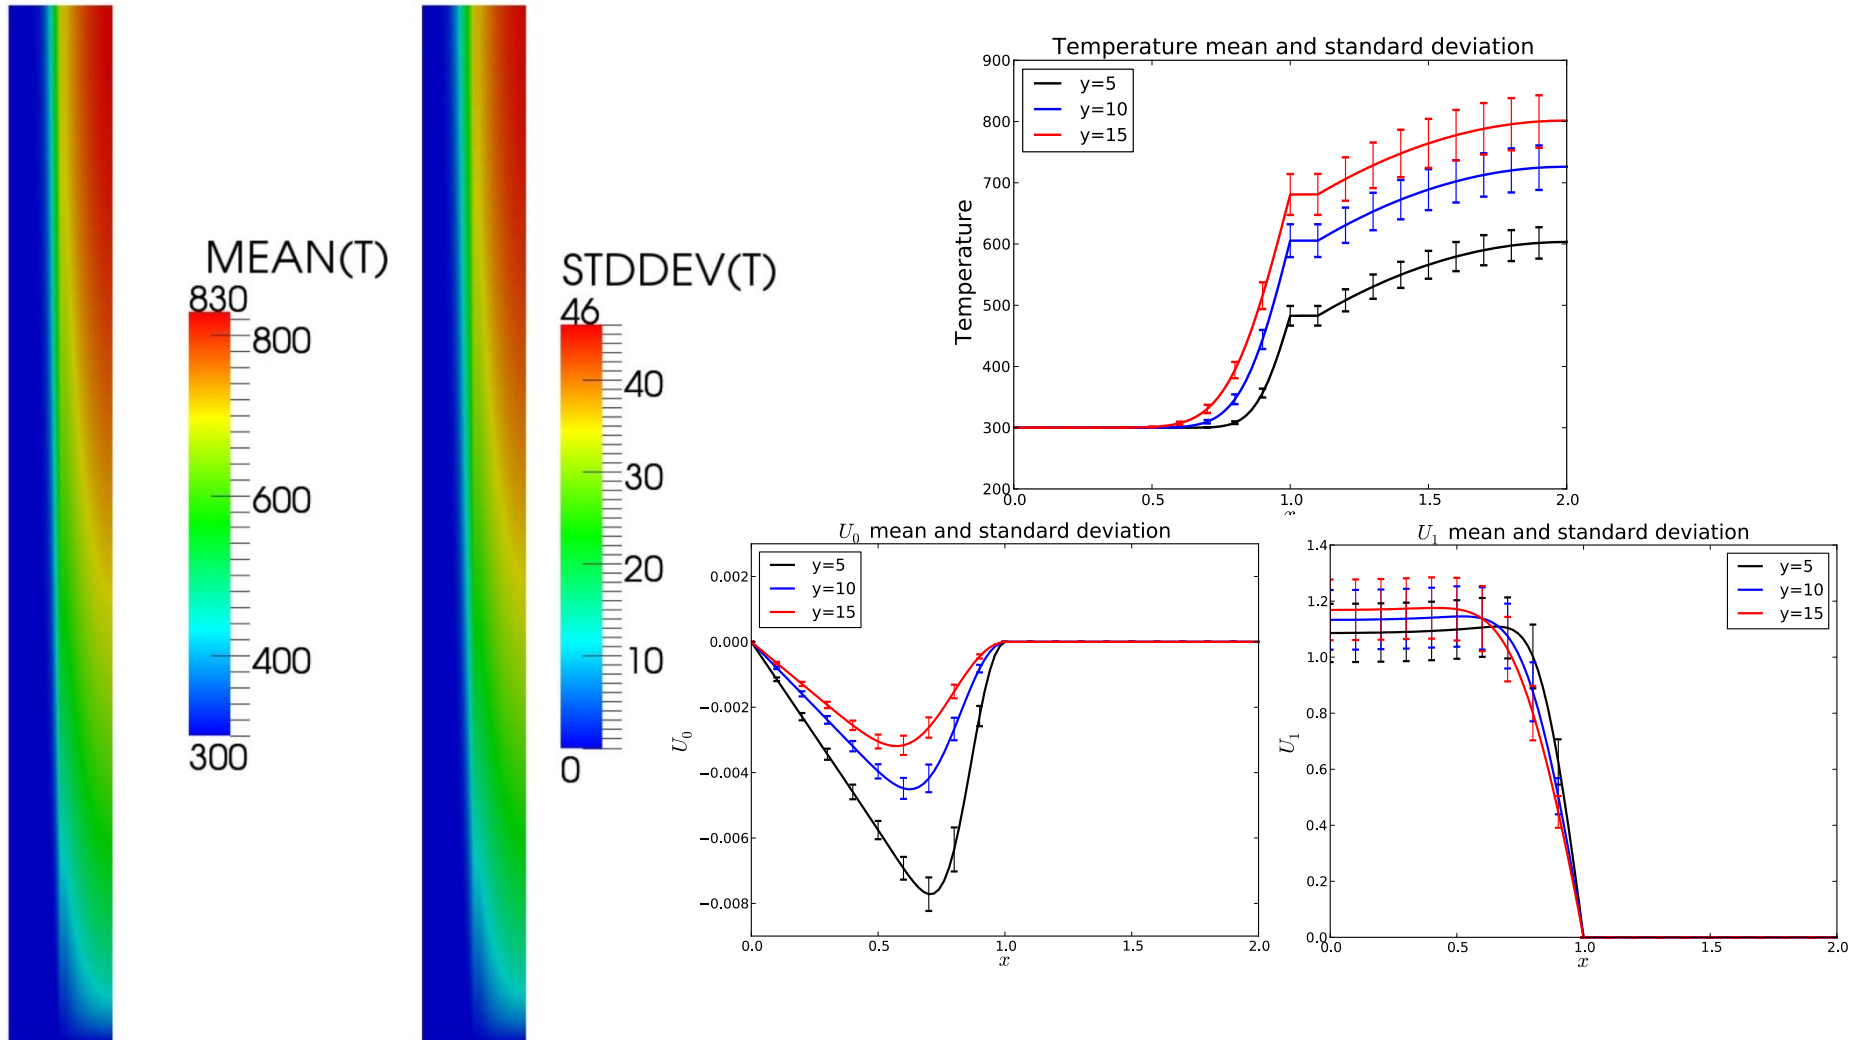 MEAN(T)
830
800
600
400
300
STDDEV(T)
46
40
30
20
10
0
Temperature mean and standard deviation
y=5
y=10
y=15
Temperature
900
800
700
600
500
400
300
200
0.0 0.5 1.0 1.5 2.0
U₀ mean and standard deviation
y=5
y=10
y=15
U₀
0.002
0.000
−0.002
−0.004
−0.006
−0.008
0.0 0.5 1.0 1.5 2.0
x
U₁ mean and standard deviation
y=5
y=10
y=15
U₁
1.4
1.2
1.0
0.8
0.6
0.4
0.2
0.0
0.0 0.5 1.0 1.5 2.0
x